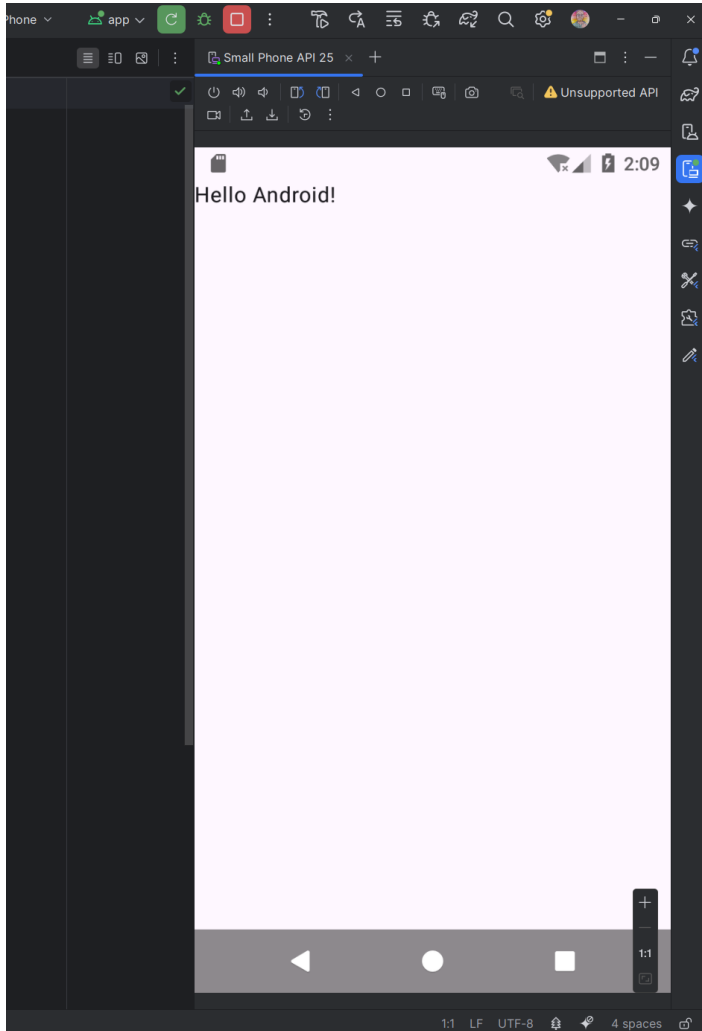 Phone app
Small Phone API 25
Unsupported API
2:09
Hello Android!
1:1
1:1 LF UTF-8 4 spaces